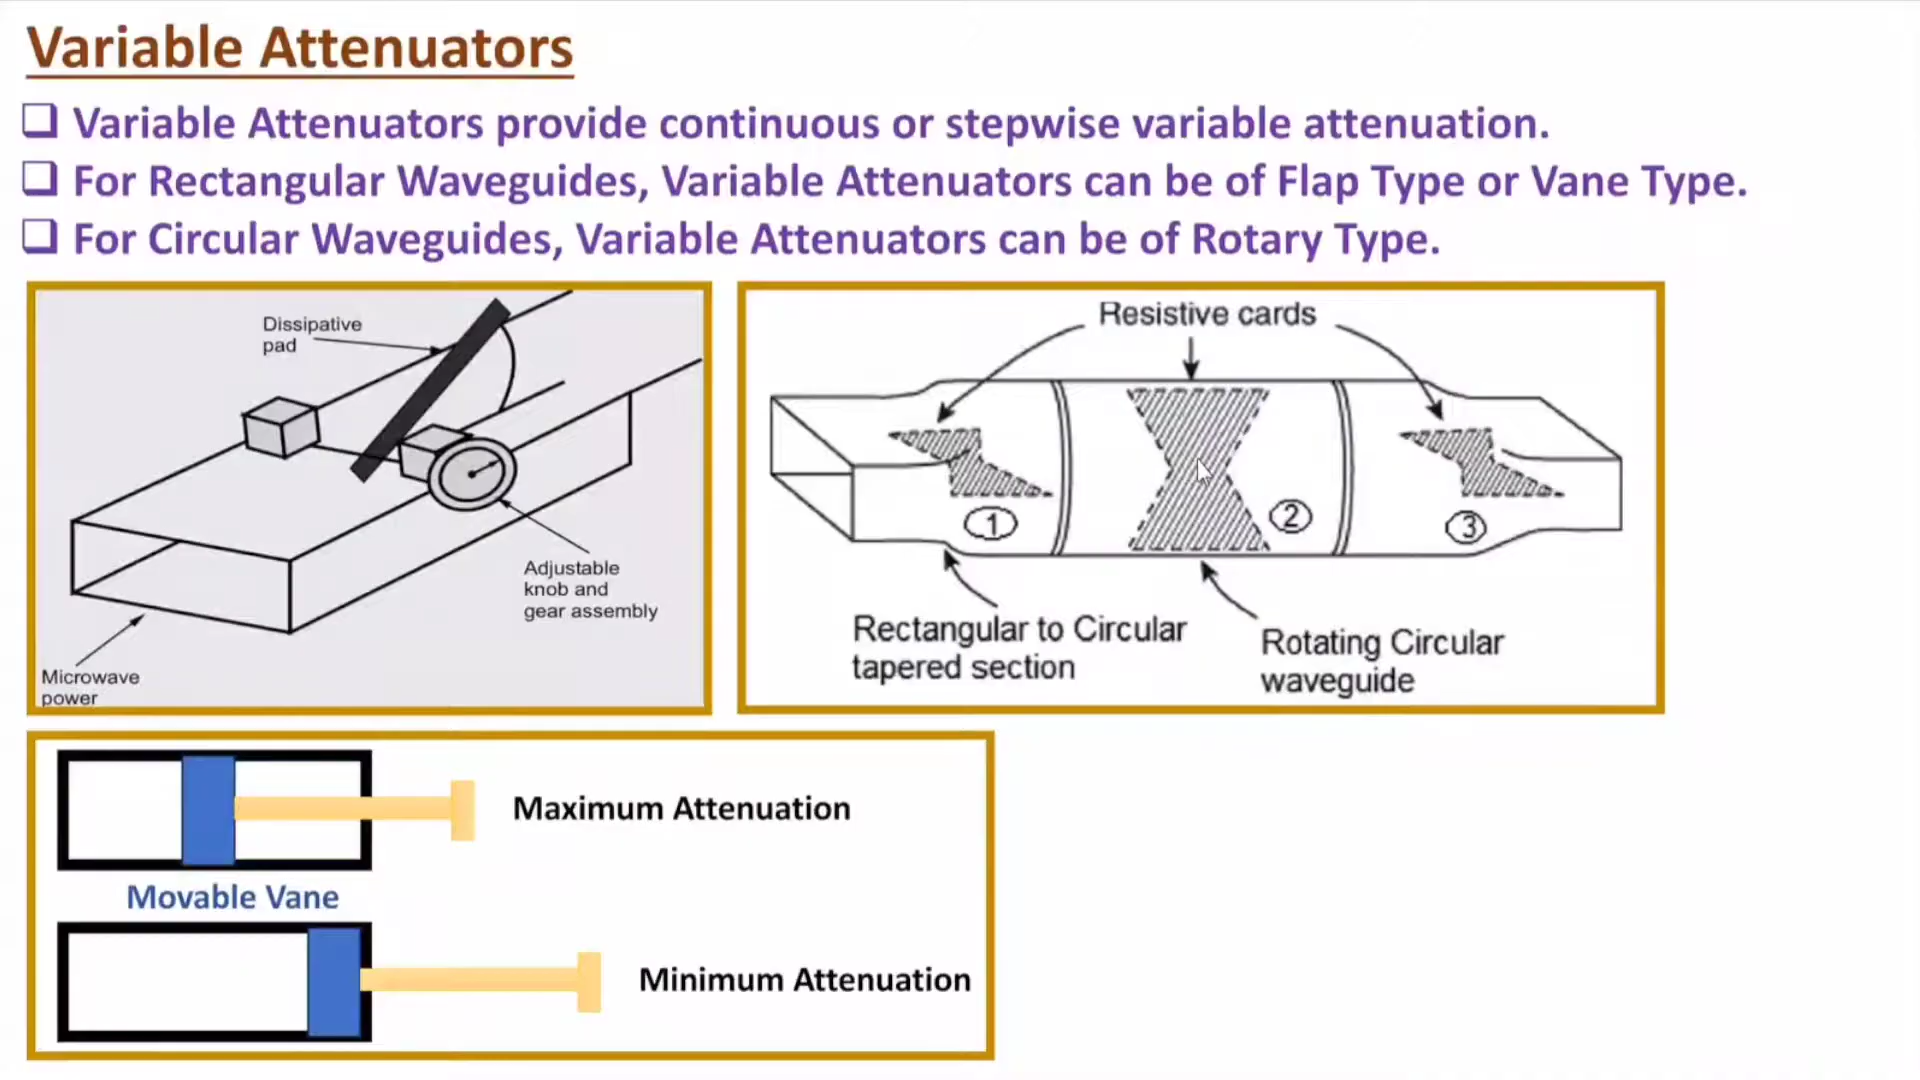 Variable Attenuators
Variable Attenuators provide continuous or stepwise variable attenuation.
For Rectangular Waveguides, Variable Attenuators can be of Flap Type or Vane Type.
For Circular Waveguides, Variable Attenuators can be of Rotary Type.
Dissipative
pad
Adjustable
knob and
gear assembly
Microwave
power
Resistive cards
1
2
3
Rectangular to Circular
tapered section
Rotating Circular
waveguide
Maximum Attenuation
Movable Vane
Minimum Attenuation